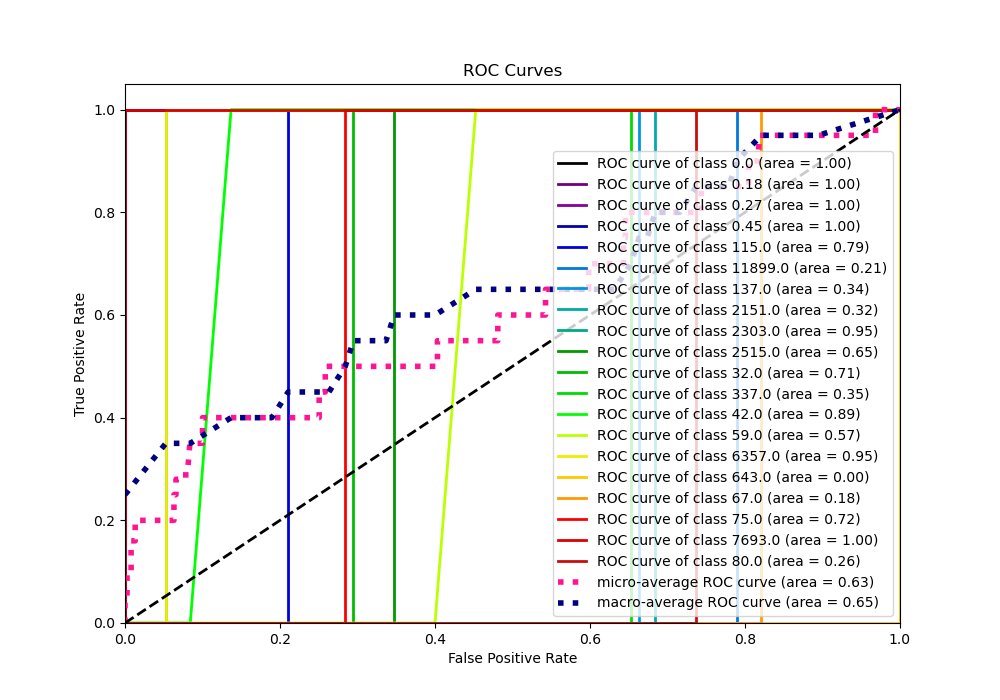 ROC Curves
1.0
0.8
0.6
0.4
0.2
0.0
True Positive Rate
ROC curve of class 0.0 (area = 1.00)
ROC curve of class 0.18 (area = 1.00)
ROC curve of class 0.27 (area = 1.00)
ROC curve of class 0.45 (area = 1.00)
ROC curve of class 115.0 (area = 0.79)
ROC curve of class 11899.0 (area = 0.21)
ROC curve of class 137.0 (area = 0.34)
ROC curve of class 2151.0 (area = 0.32)
ROC curve of class 2303.0 (area = 0.95)
ROC curve of class 2515.0 (area = 0.65)
ROC curve of class 32.0 (area = 0.71)
ROC curve of class 337.0 (area = 0.35)
ROC curve of class 42.0 (area = 0.89)
ROC curve of class 59.0 (area = 0.57)
ROC curve of class 6357.0 (area = 0.95)
ROC curve of class 643.0 (area = 0.00)
ROC curve of class 67.0 (area = 0.18)
ROC curve of class 75.0 (area = 0.72)
ROC curve of class 7693.0 (area = 1.00)
ROC curve of class 80.0 (area = 0.26)
micro-average ROC curve (area = 0.63)
macro-average ROC curve (area = 0.65)
0.0 0.2 0.4 0.6 0.8 1.0
False Positive Rate